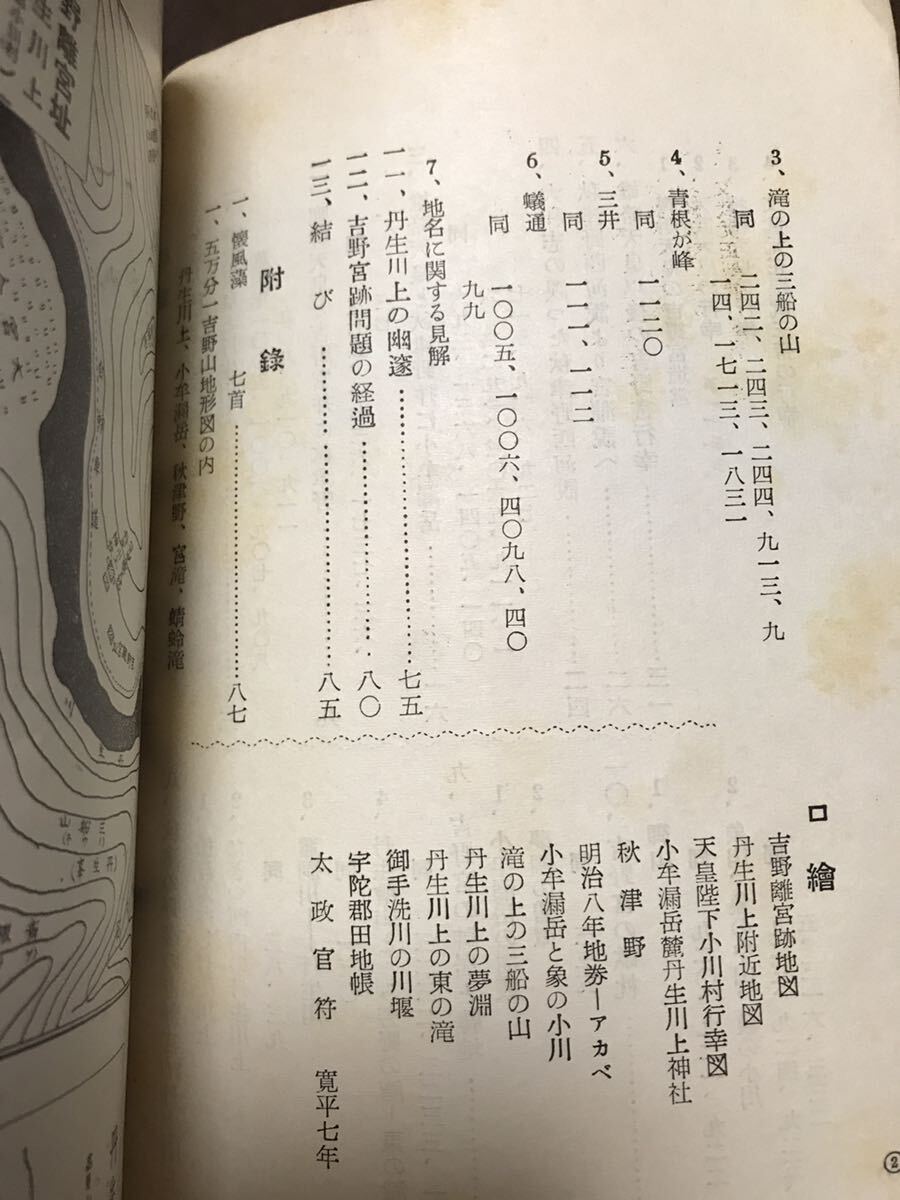 3、滝の上の三船の山
同　二四二、二四三、二四四、九一三、九
一四、一七一三、一八三一
4、青根が峰
同　一一二〇
5、三井
同　一一一、一一二
6、蟻通
同　一〇〇五、一〇〇六、四〇九八、四〇
九九
7、地名に関する見解
一一、丹生川上の幽邃……………………七五
一二、吉野宮跡問題の経過………………八〇
一三、結　び………………………………八五
附　錄
一、懐風藻　七首…………………………八七
一、五万分一吉野山地形図の内
丹生川上、小牟漏岳、秋津野、宮滝、蜻蛉滝
口　繪
吉野離宮跡地図
丹生川上附近地図
天皇陛下小川村行幸図
小牟漏岳麓丹生川上神社
秋　津　野
明治八年地券ーアカベ
小牟漏岳と象の小川
滝の上の三船の山
丹生川上の夢淵
丹生川上の東の滝
御手洗川の川堰
宇陀郡田地帳
太　政　官　符　寛平七年
②
野離宮址
生川上
三船山